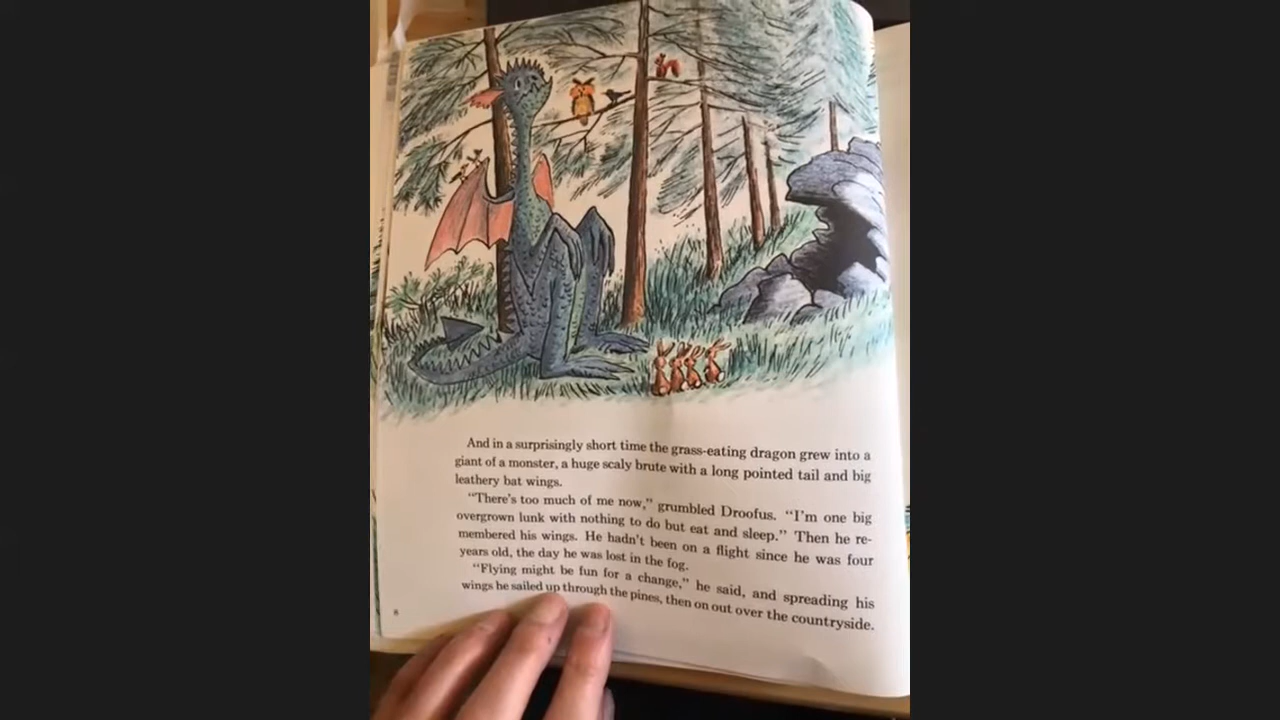 And in a surprisingly short time the grass-eating dragon grew into a
giant of a monster, a huge scaly brute with a long pointed tail and big
leathery bat wings.
"There's too much of me now," grumbled Droofus. "I'm one big
overgrown lunk with nothing to do but eat and sleep." Then he re-
membered his wings. He hadn't been on a flight since he was four
years old, the day he was lost in the fog.
"Flying might be fun for a change," he said, and spreading his
wings he sailed up through the pines, then on out over the countryside.
8